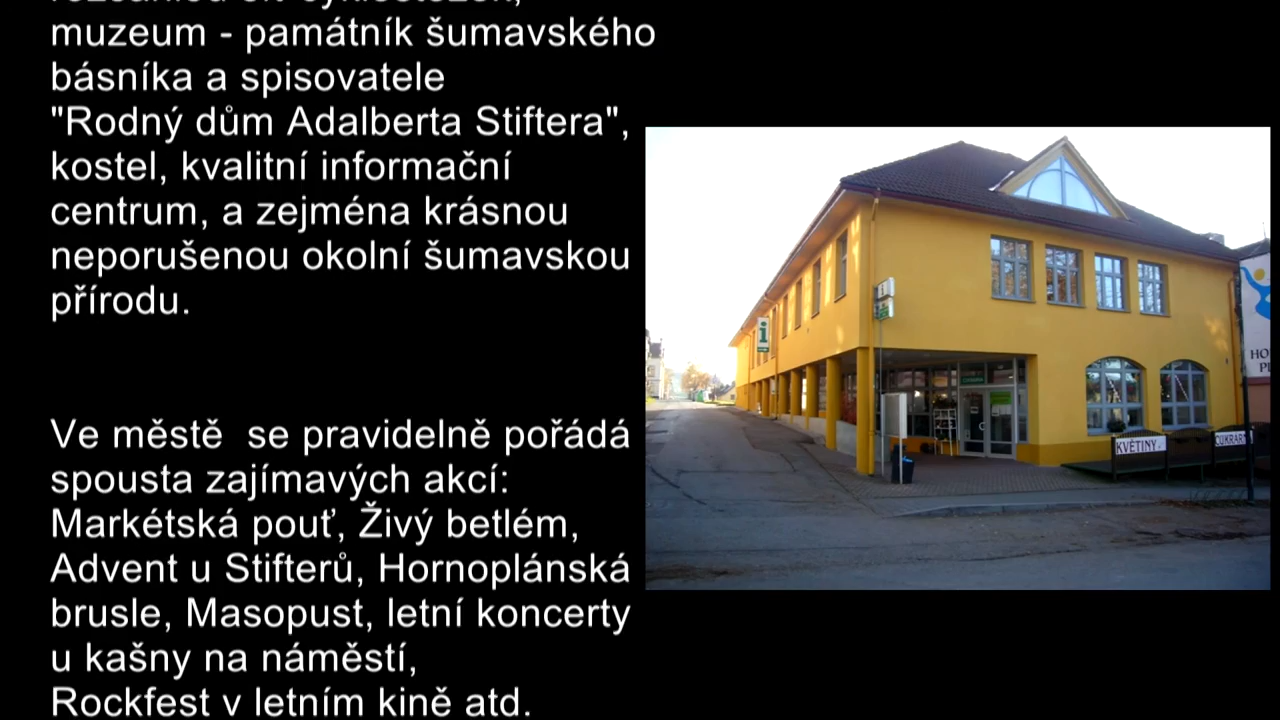 muzeum - památník šumavského
básníka a spisovatele
"Rodný dům Adalberta Stiftera",
kostel, kvalitní informační
centrum, a zejména krásnou
neporušenou okolní šumavskou
přírodu.
Ve městě  se pravidelně pořádá
spousta zajímavých akcí:
Markétská pouť, Živý betlém,
Advent u Stifterů, Hornoplánská
brusle, Masopust, letní koncerty
u kašny na náměstí,
Rockfest v letním kině atd.
i
i
KVĚTINY